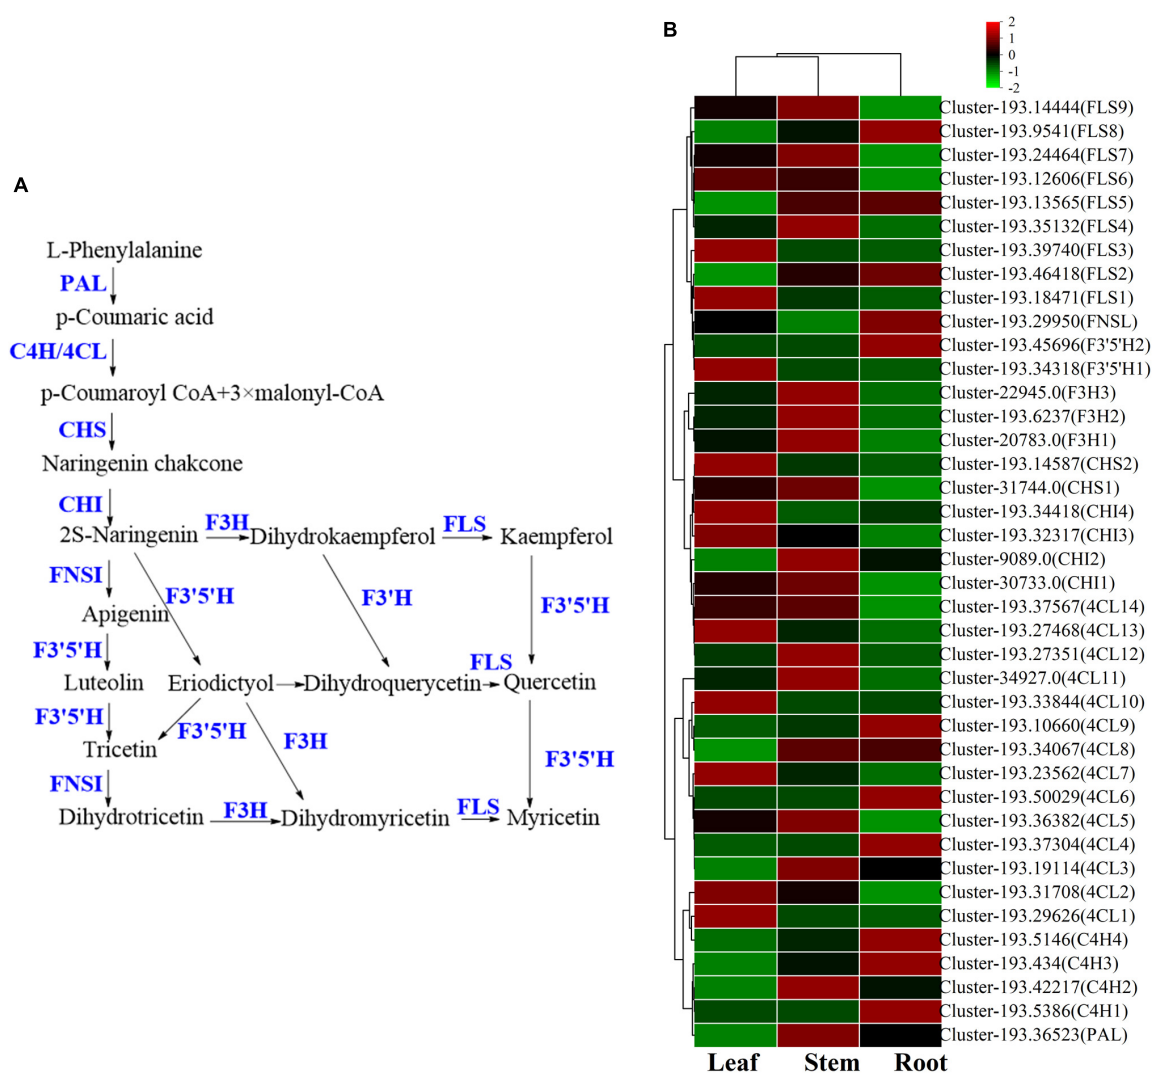 A
L-Phenylalanine
PAL
p-Coumaric acid
C4H/4CL
p-Coumaroyl CoA+3×malonyl-CoA
CHS
Naringenin chakcone
CHI
2S-Naringenin F3H Dihydrokaempferol FLS Kaempferol
FNSI F3'5'H F3'H F3'5'H
Apigenin
F3'5'H FLS
Luteolin Eriodictyol Dihydroquerycetin Quercetin
F3'5'H F3'5'H F3H F3'5'H
Tricetin
FNSI F3H FLS
Dihydrotricetin Dihydromyricetin Myricetin
B
2
1
0
-1
-2
Cluster-193.14444(FLS9)
Cluster-193.9541(FLS8)
Cluster-193.24464(FLS7)
Cluster-193.12606(FLS6)
Cluster-193.13565(FLS5)
Cluster-193.35132(FLS4)
Cluster-193.39740(FLS3)
Cluster-193.46418(FLS2)
Cluster-193.18471(FLS1)
Cluster-193.29950(FNSL)
Cluster-193.45696(F3'5'H2)
Cluster-193.34318(F3'5'H1)
Cluster-22945.0(F3H3)
Cluster-193.6237(F3H2)
Cluster-20783.0(F3H1)
Cluster-193.14587(CHS2)
Cluster-31744.0(CHS1)
Cluster-193.34418(CHI4)
Cluster-193.32317(CHI3)
Cluster-9089.0(CHI2)
Cluster-30733.0(CHI1)
Cluster-193.37567(4CL14)
Cluster-193.27468(4CL13)
Cluster-193.27351(4CL12)
Cluster-34927.0(4CL11)
Cluster-193.33844(4CL10)
Cluster-193.10660(4CL9)
Cluster-193.34067(4CL8)
Cluster-193.23562(4CL7)
Cluster-193.50029(4CL6)
Cluster-193.36382(4CL5)
Cluster-193.37304(4CL4)
Cluster-193.19114(4CL3)
Cluster-193.31708(4CL2)
Cluster-193.29626(4CL1)
Cluster-193.5146(C4H4)
Cluster-193.434(C4H3)
Cluster-193.42217(C4H2)
Cluster-193.5386(C4H1)
Cluster-193.36523(PAL)
Leaf Stem Root